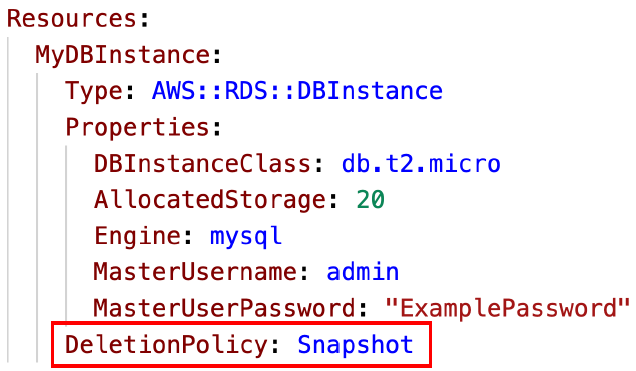 Resources:
MyDBInstance:
Type: AWS::RDS::DBInstance
Properties:
DBInstanceClass: db.t2.micro
AllocatedStorage: 20
Engine: mysql
MasterUsername: admin
MasterUserPassword: "ExamplePassword"
DeletionPolicy: Snapshot